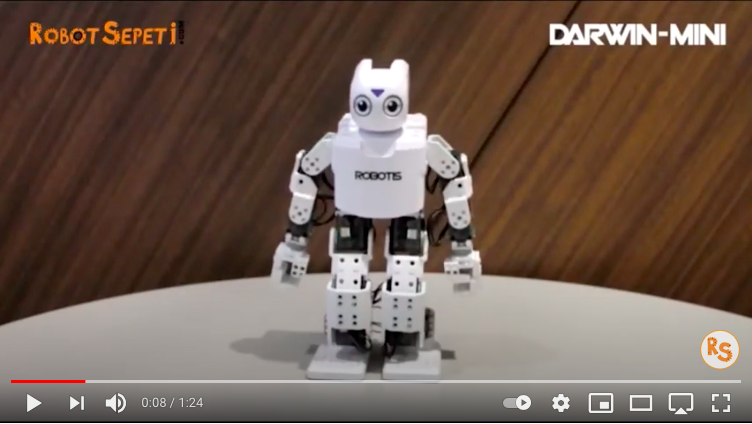 ROBOT SEPETİ
DARWIN-MINI
ROBOTIS
RS
0:08 / 1:24